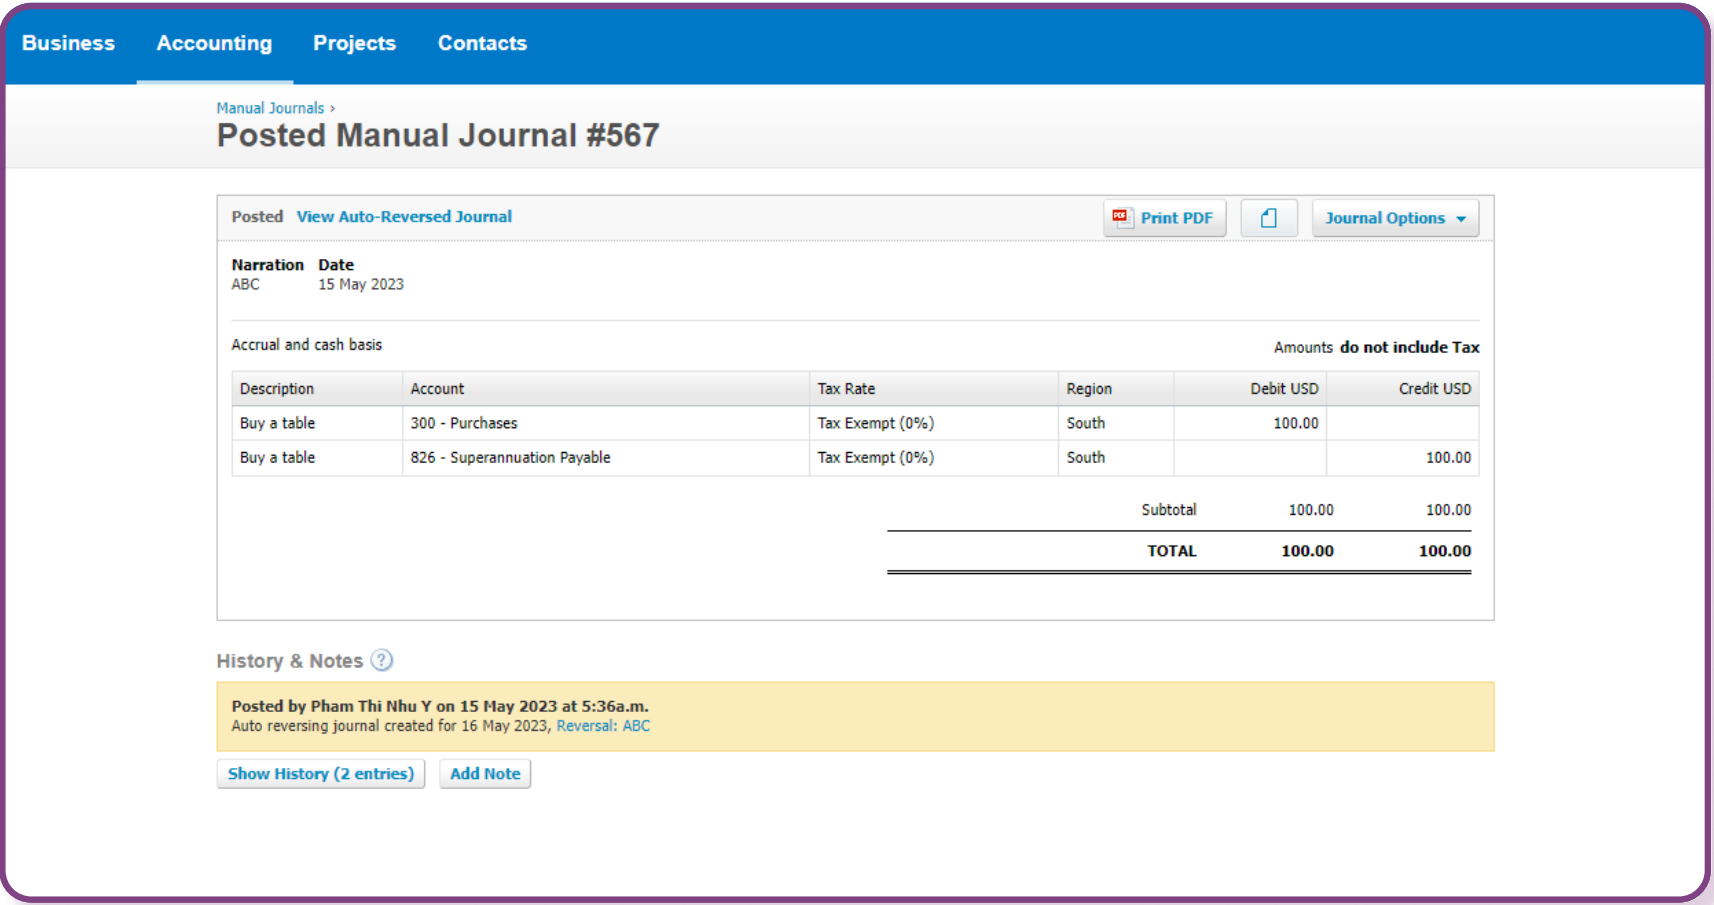 Business Accounting Projects Contacts
Manual Journals ›
Posted Manual Journal #567
Posted View Auto-Reversed Journal PDF Print PDF Journal Options
Narration Date
ABC 15 May 2023
Accrual and cash basis Amounts do not include Tax
Description Account Tax Rate Region Debit USD Credit USD
Buy a table 300 - Purchases Tax Exempt (0%) South 100.00
Buy a table 826 - Superannuation Payable Tax Exempt (0%) South 100.00
Subtotal 100.00 100.00
TOTAL 100.00 100.00
History & Notes ?
Posted by Pham Thi Nhu Y on 15 May 2023 at 5:36a.m.
Auto reversing journal created for 16 May 2023, Reversal: ABC
Show History (2 entries) Add Note